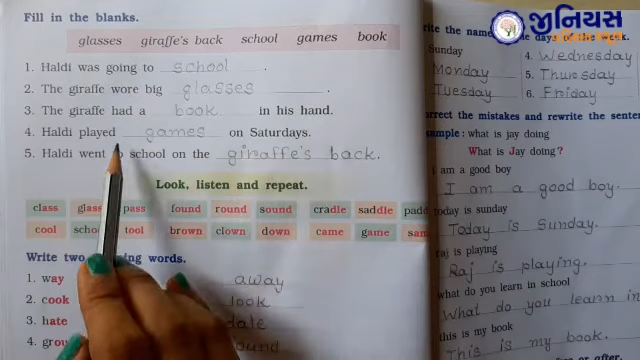 Fill in the blanks.
glasses giraffe's back school games book
1. Haldi was going to school.
2. The giraffe wore big glasses.
3. The giraffe had a book in his hand.
4. Haldi played games on Saturdays.
5. Haldi went to school on the giraffe's back.
Look, listen and repeat.
class glass pass found round sound cradle saddle
cool tool brown clown down came game
Write two
words.
1. way away
2. cook look
3. hate date
4.
જીનિયસ
the days of the week.
Sunday 4. Wednesday
Monday 5. Thursday
Tuesday 6. Friday
the mistakes and rewrite the
what is jay doing
What is Jay doing?
I am a good boy
I am a good boy.
today is sunday
Today is Sunday.
raj is playing
Raj is playing.
what do you learn in school
What do you learn in
this is my book
This is my book.